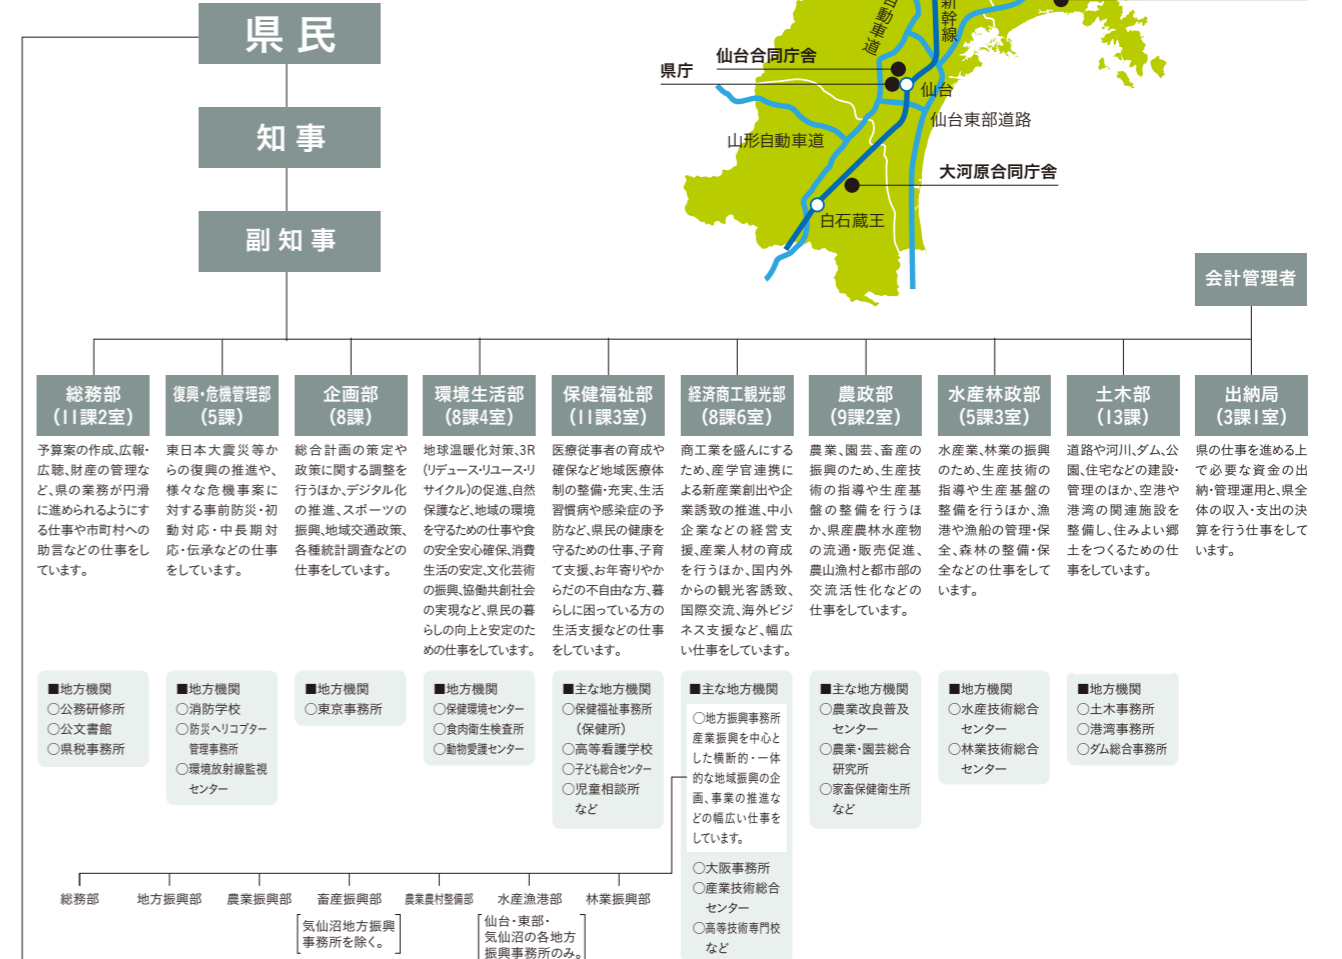 県民
知事
副知事
自動車道
新幹線
仙台合同庁舎
県庁
仙台
仙台東部道路
山形自動車道
大河原合同庁舎
白石蔵王
会計管理者
総務部
(11課2室)
予算案の作成、広報・
広聴、財産の管理な
ど、県の業務が円滑
に進められるようにす
る仕事や市町村への
助言などの仕事をし
ています。
■地方機関
○公務研修所
○公文書館
○県税事務所
復興・危機管理部
(5課)
東日本大震災等か
らの復興の推進や、
様々な危機事案に
対する事前防災・初
動対応・中長期対
応・伝承などの仕事
をしています。
■地方機関
○消防学校
○防災ヘリコプター
管理事務所
○環境放射線監視
センター
企画部
(8課)
総合計画の策定や
政策に関する調整を
行うほか、デジタル化
の推進、スポーツの
振興、地域交通政策、
各種統計調査などの
仕事をしています。
■地方機関
○東京事務所
環境生活部
(8課4室)
地球温暖化対策、3R
(リデュース・リユース・リ
サイクル)の促進、自然
保護など、地域の環境
を守るための仕事や食
の安全安心確保、消費
生活の安定、文化芸術
の振興、協働共創社会
の実現など、県民の暮
らしの向上と安定のた
めの仕事をしています。
■地方機関
○保健環境センター
○食肉衛生検査所
○動物愛護センター
保健福祉部
(11課3室)
医療従事者の育成や
確保など地域医療体
制の整備・充実、生活
習慣病や感染症の予
防など、県民の健康を
守るための仕事、子育
て支援、お年寄りやか
らだの不自由な方、暮
らしに困っている方の
生活支援などの仕事
をしています。
■主な地方機関
○保健福祉事務所
(保健所)
○高等看護学校
○子ども総合センター
○児童相談所
など
経済商工観光部
(8課6室)
商工業を盛んにする
ため、産学官連携に
よる新産業創出や企
業誘致の推進、中小
企業などの経営支
援、産業人材の育成
を行うほか、国内外
からの観光客誘致、
国際交流、海外ビジ
ネス支援など、幅広
い仕事をしています。
■主な地方機関
○地方振興事務所
産業振興を中心と
した横断的・一体
的な地域振興の企
画、事業の推進な
どの幅広い仕事を
しています。
○大阪事務所
○産業技術総合
センター
○高等技術専門校
など
農政部
(9課2室)
農業、園芸、畜産の
振興のため、生産技
術の指導や生産基
盤の整備を行うほ
か、県産農林水産物
の流通・販売促進、
農山漁村と都市部の
交流活性化などの
仕事をしています。
■主な地方機関
○農業改良普及
センター
○農業・園芸総合
研究所
○家畜保健衛生所
など
水産林政部
(5課3室)
水産業、林業の振興
のため、生産技術の
指導や生産基盤の
整備を行うほか、漁
港や漁船の管理・保
全、森林の整備・保
全などの仕事をして
います。
■地方機関
○水産技術総合
センター
○林業技術総合
センター
土木部
(13課)
道路や河川、ダム、公
園、住宅などの建設・
管理のほか、空港や
港湾の関連施設を
整備し、住みよい郷
土をつくるための仕
事をしています。
■地方機関
○土木事務所
○港湾事務所
○ダム総合事務所
出納局
(3課1室)
県の仕事を進める上
で必要な資金の出
納・管理運用と、県全
体の収入・支出の決
算を行う仕事をして
います。
総務部
地方振興部
農業振興部
畜産振興部
気仙沼地方振興
事務所を除く。
農業農村整備部
水産漁港部
仙台・東部・
気仙沼の各地方
振興事務所のみ。
林業振興部